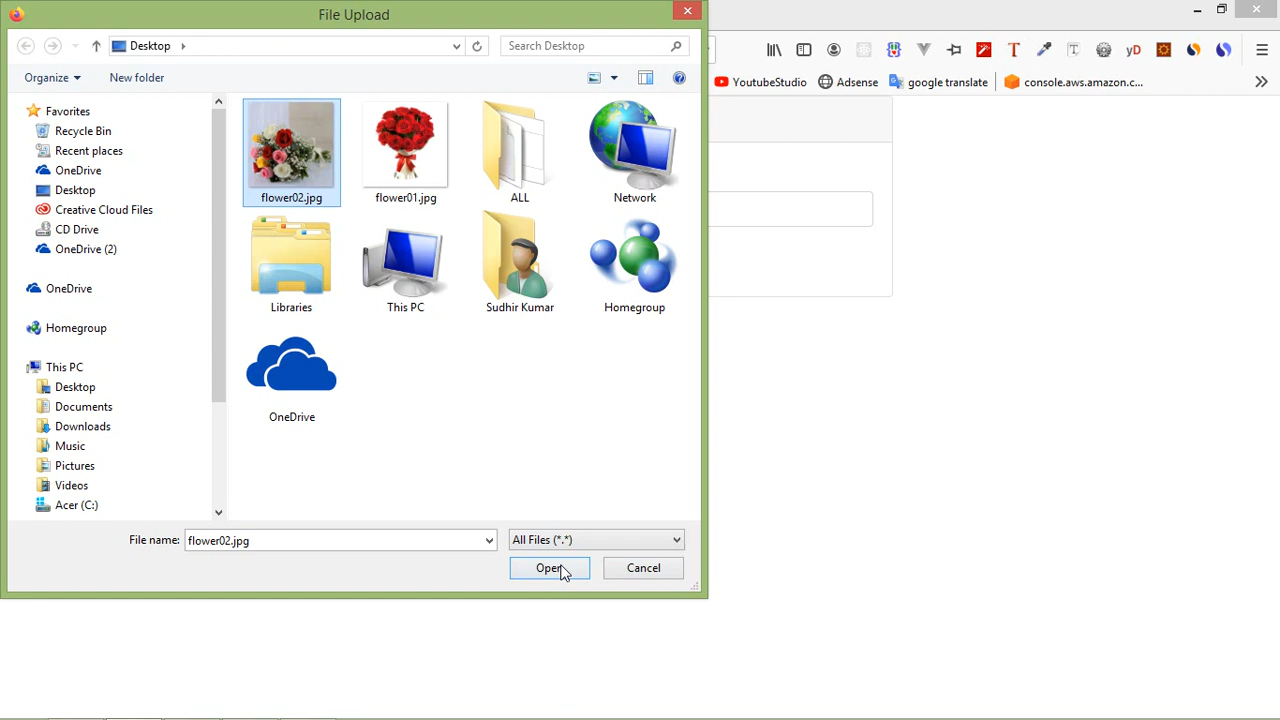 File Upload
Desktop
Search Desktop
Organize
New folder
YoutubeStudio
Adsense
google translate
console.aws.amazon.c...
T
T
yD
Favorites
Recycle Bin
Recent places
OneDrive
Desktop
Creative Cloud Files
CD Drive
OneDrive (2)
OneDrive
Homegroup
This PC
Desktop
Documents
Downloads
Music
Pictures
Videos
Acer (C:)
flower02.jpg
flower01.jpg
ALL
Network
Libraries
This PC
Sudhir Kumar
Homegroup
OneDrive
File name:
flower02.jpg
All Files (*.*)
Open
Cancel